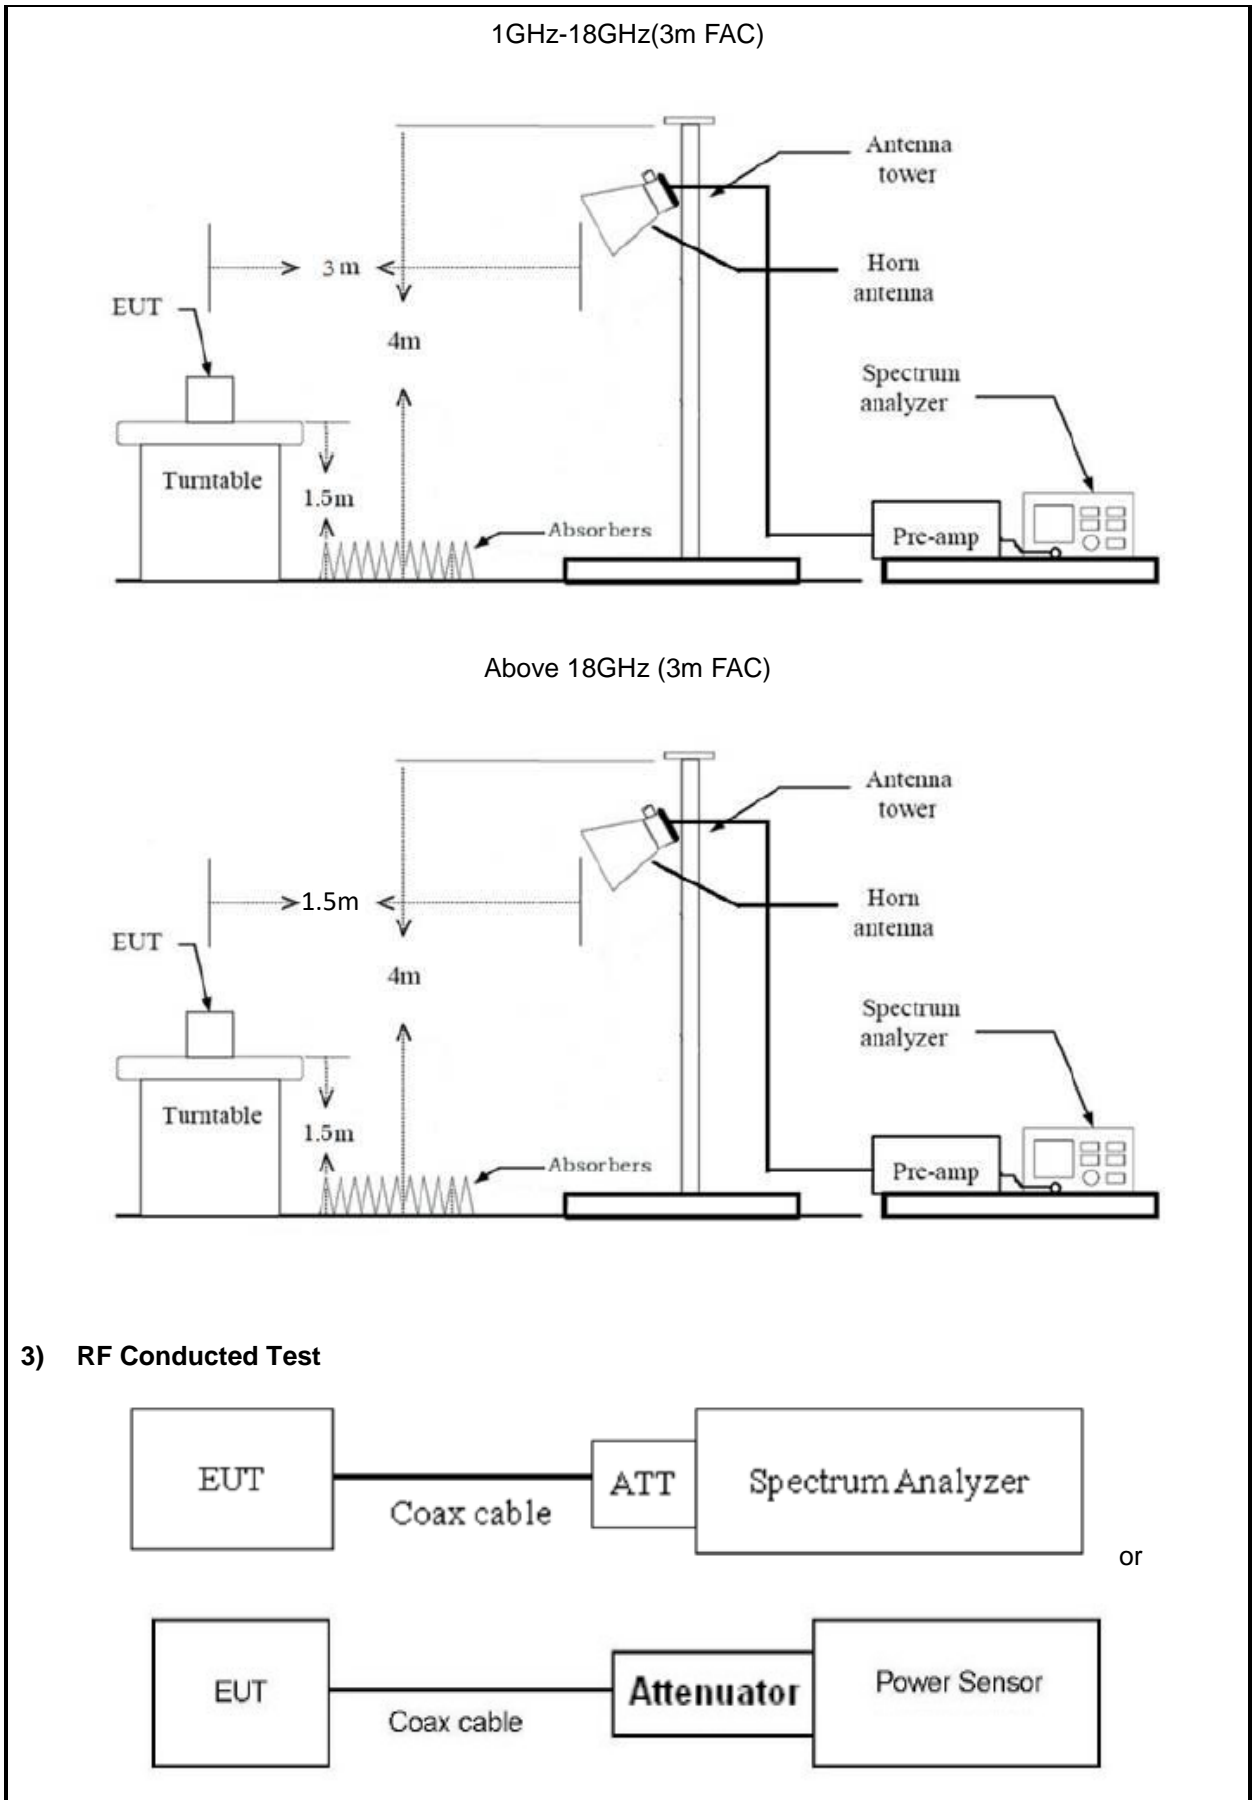 1GHz-18GHz(3m FAC)
Antenna
tower
3 m
Horn
antenna
EUT
4m
Spectrum
analyzer
Turntable
1.5m
Absorbers
Pre-amp
Above 18GHz (3m FAC)
Antenna
tower
1.5m
Horn
antenna
EUT
4m
Spectrum
analyzer
Turntable
1.5m
Absorbers
Pre-amp
3) RF Conducted Test
EUT
Coax cable
ATT
Spectrum Analyzer
or
EUT
Coax cable
Attenuator
Power Sensor